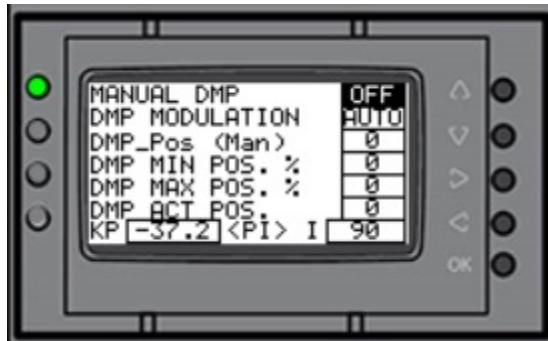 MANUAL DMP OFF
DMP MODULATION AUTO
DMP_Pos (Man) 0
DMP MIN POS. % 0
DMP MAX POS. % 0
DMP ACT POS. 0
KP -37.2 <PI> I 90
OK